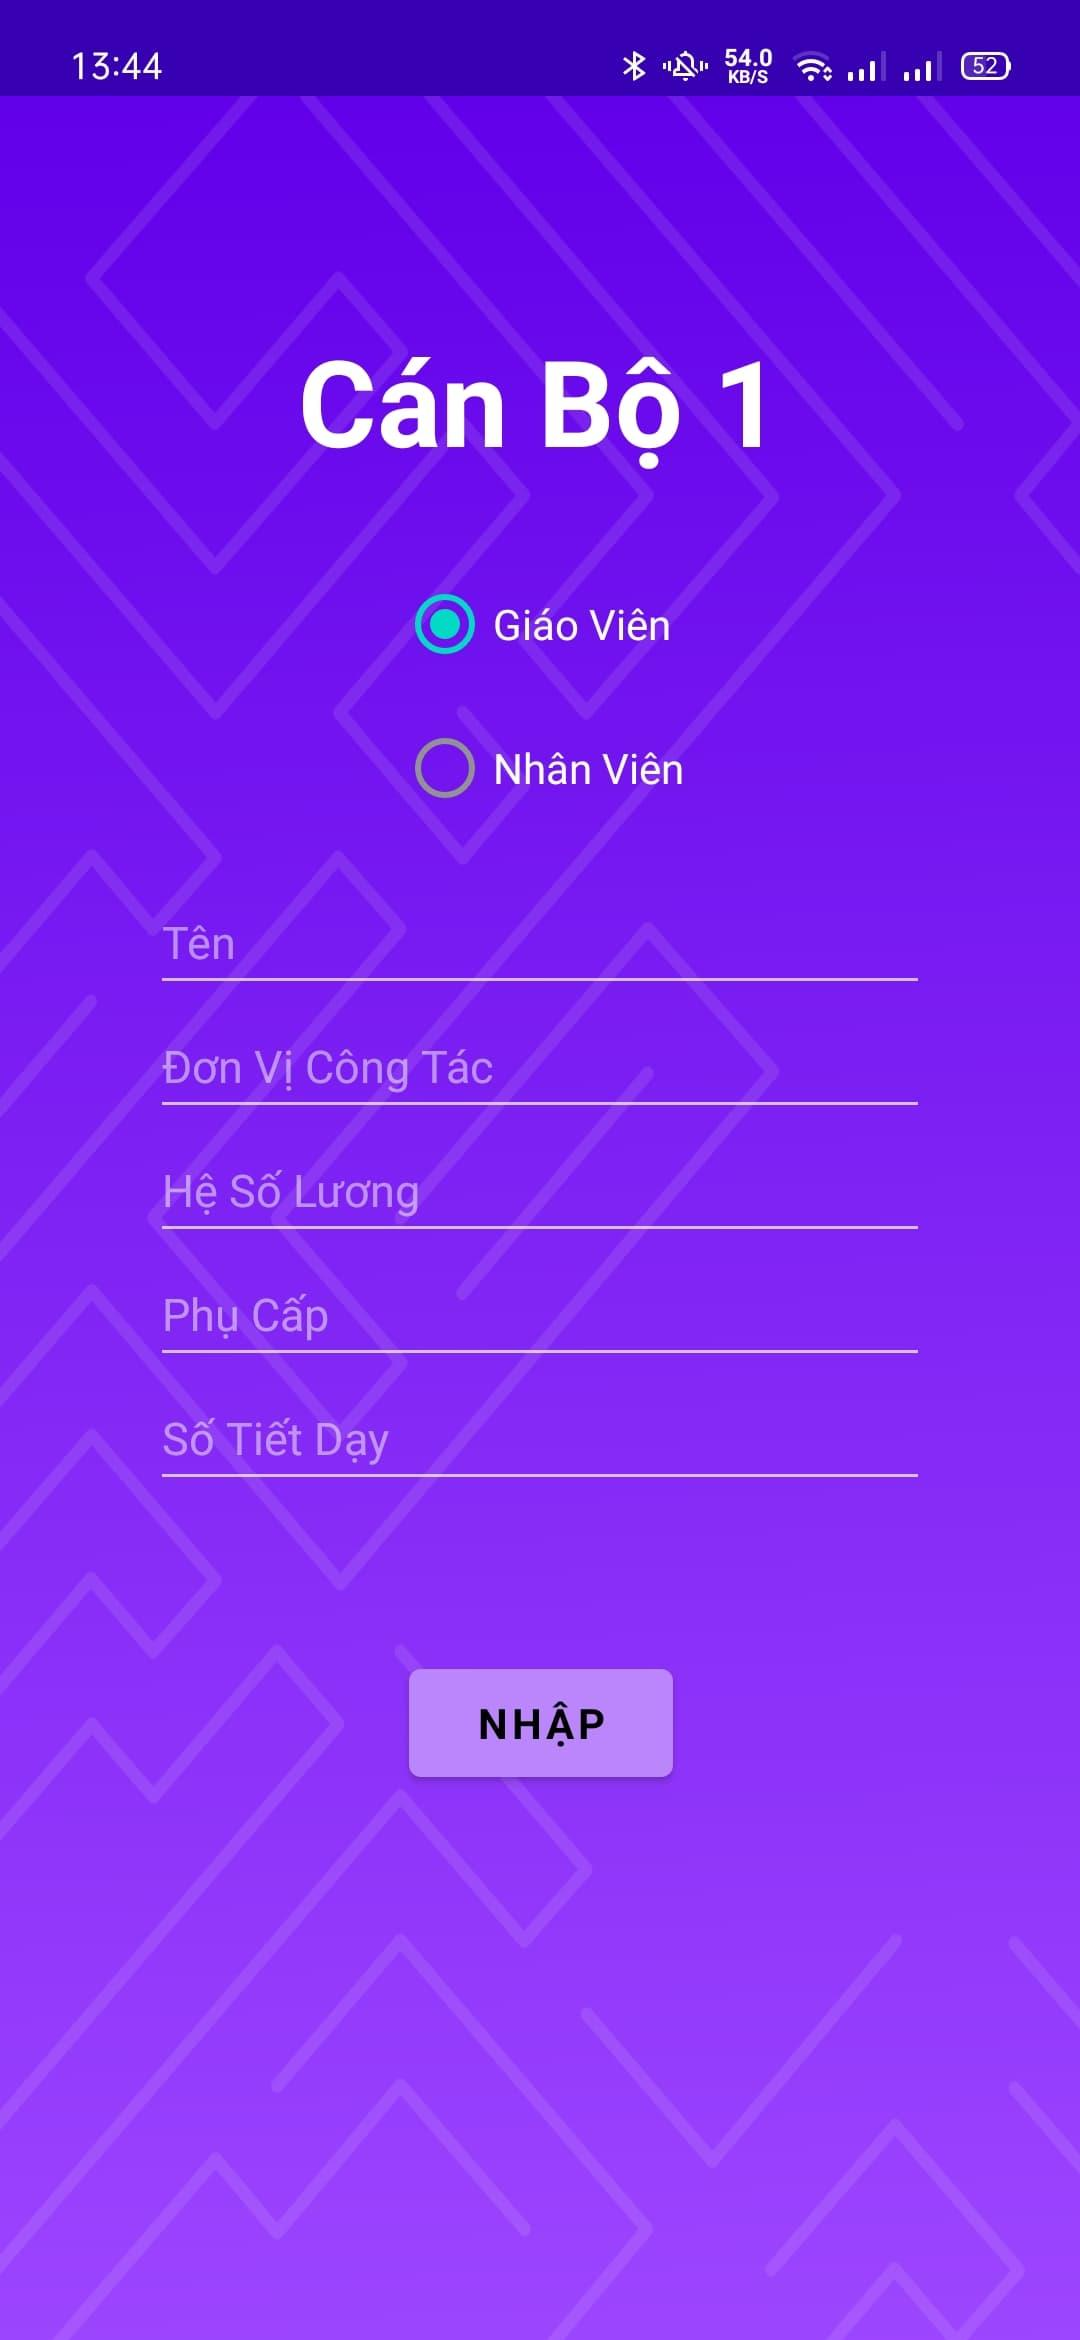 13:44 54.0 KB/S 52
Cán Bộ 1
Giáo Viên
Nhân Viên
Tên
Đơn Vị Công Tác
Hệ Số Lương
Phụ Cấp
Số Tiết Dạy
NHẬP